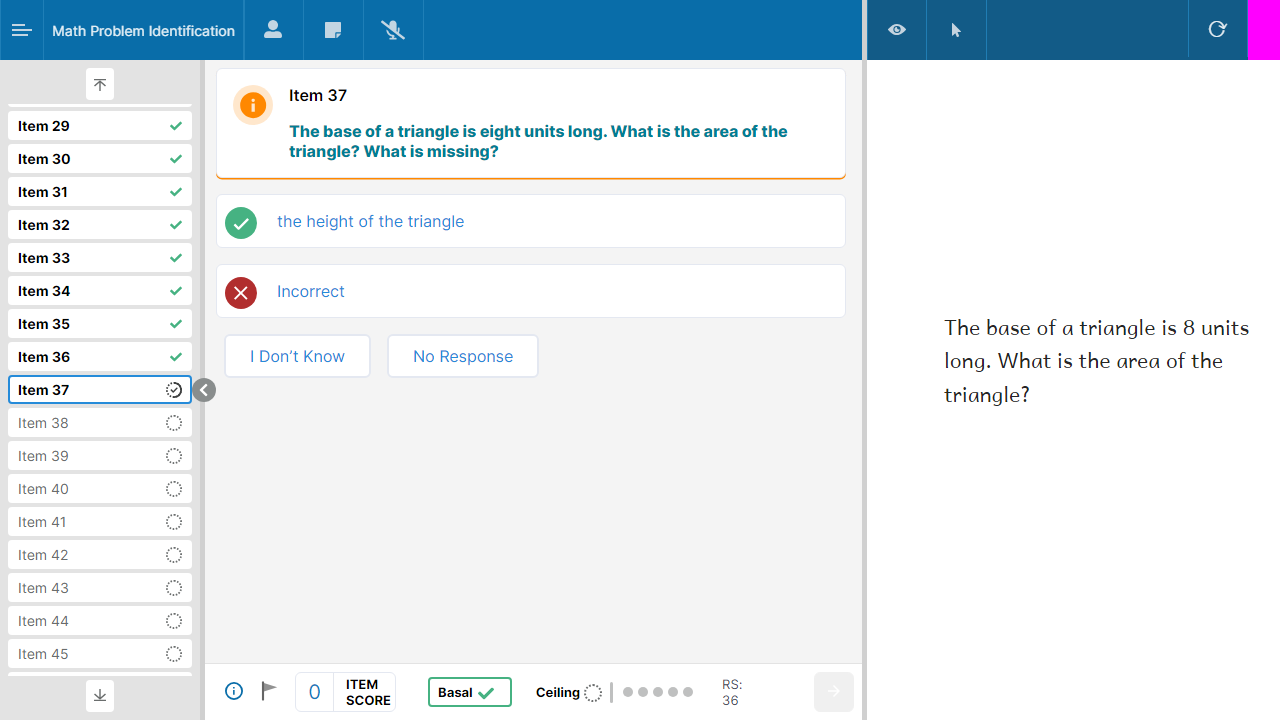 Math Problem Identification
Item 29
Item 30
Item 31
Item 32
Item 33
Item 34
Item 35
Item 36
Item 37
Item 38
Item 39
Item 40
Item 41
Item 42
Item 43
Item 44
Item 45
Item 37
The base of a triangle is eight units long. What is the area of the
triangle? What is missing?
the height of the triangle
Incorrect
I Don’t Know
No Response
0
ITEM
SCORE
Basal
Ceiling
RS:
36
The base of a triangle is 8 units
long. What is the area of the
triangle?